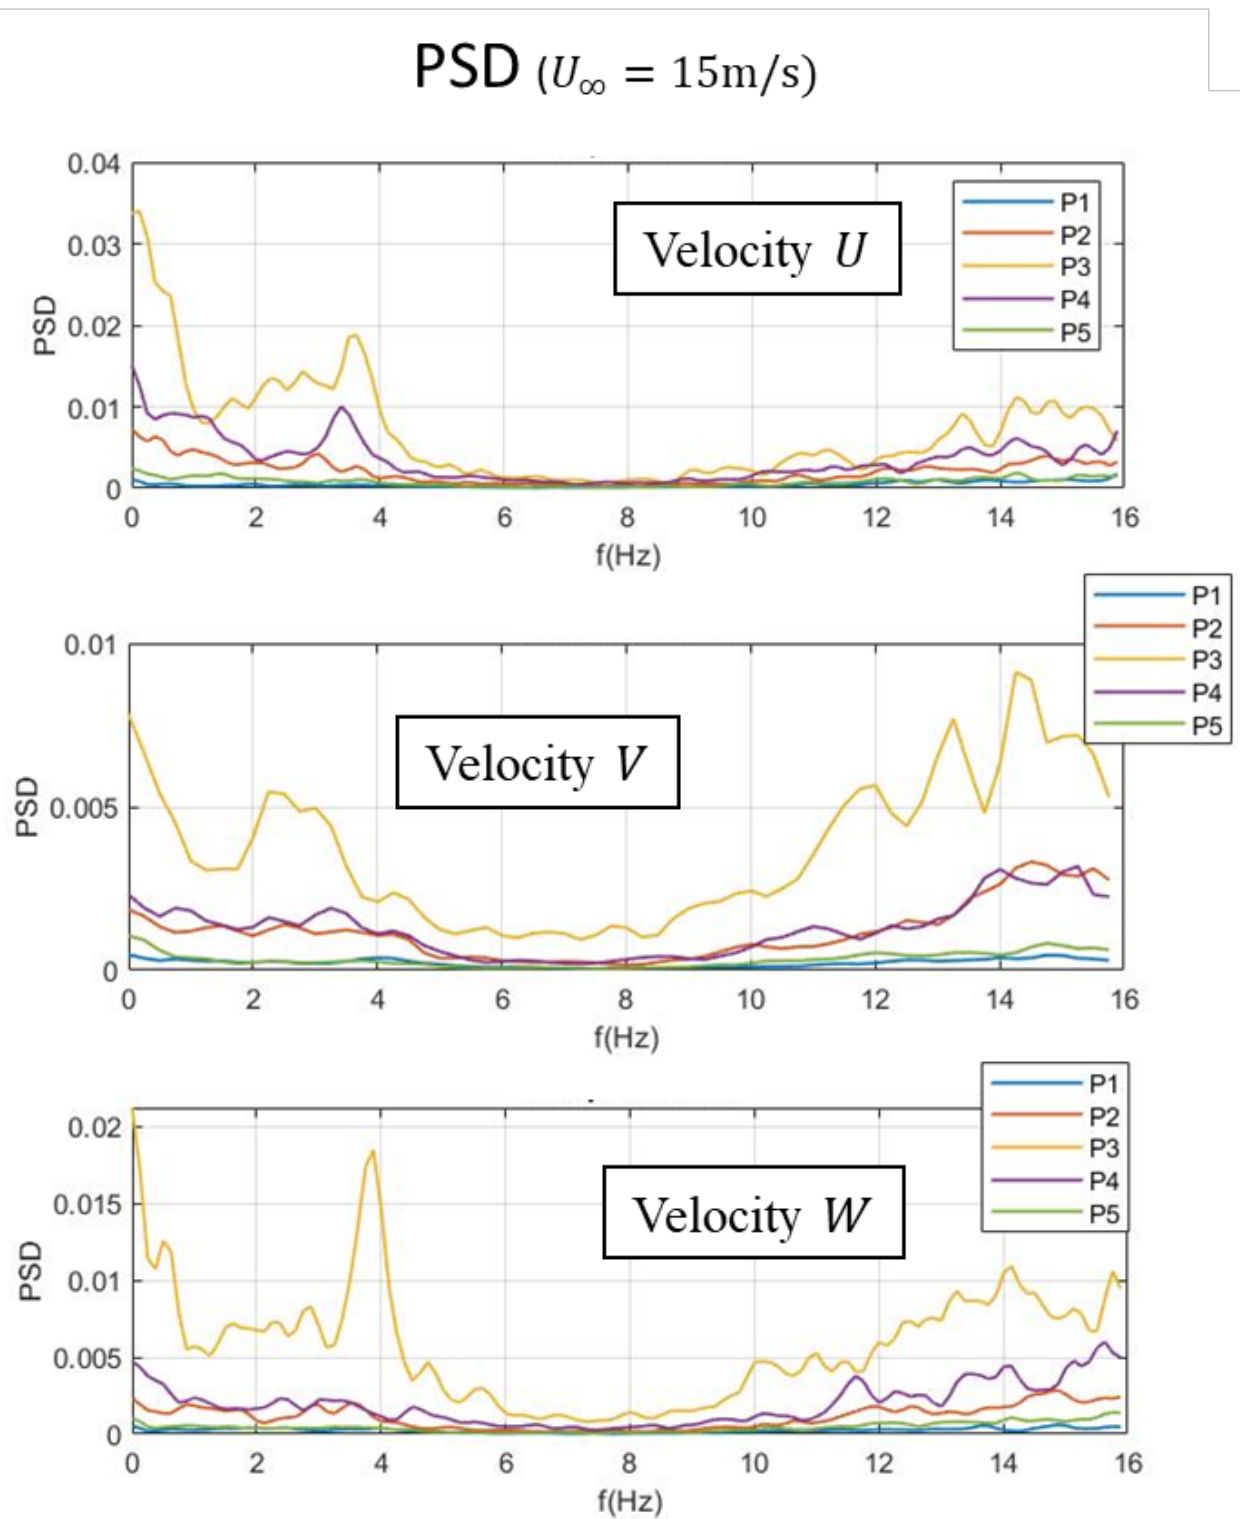 PSD (U∞ = 15m/s)
0.04
0.03
0.02
0.01
0
PSD
Velocity U
P1
P2
P3
P4
P5
0 2 4 6 8 10 12 14 16
f(Hz)
0.01
0.005
0
PSD
Velocity V
P1
P2
P3
P4
P5
0 2 4 6 8 10 12 14 16
f(Hz)
0.02
0.015
0.01
0.005
0
PSD
Velocity W
P1
P2
P3
P4
P5
0 2 4 6 8 10 12 14 16
f(Hz)